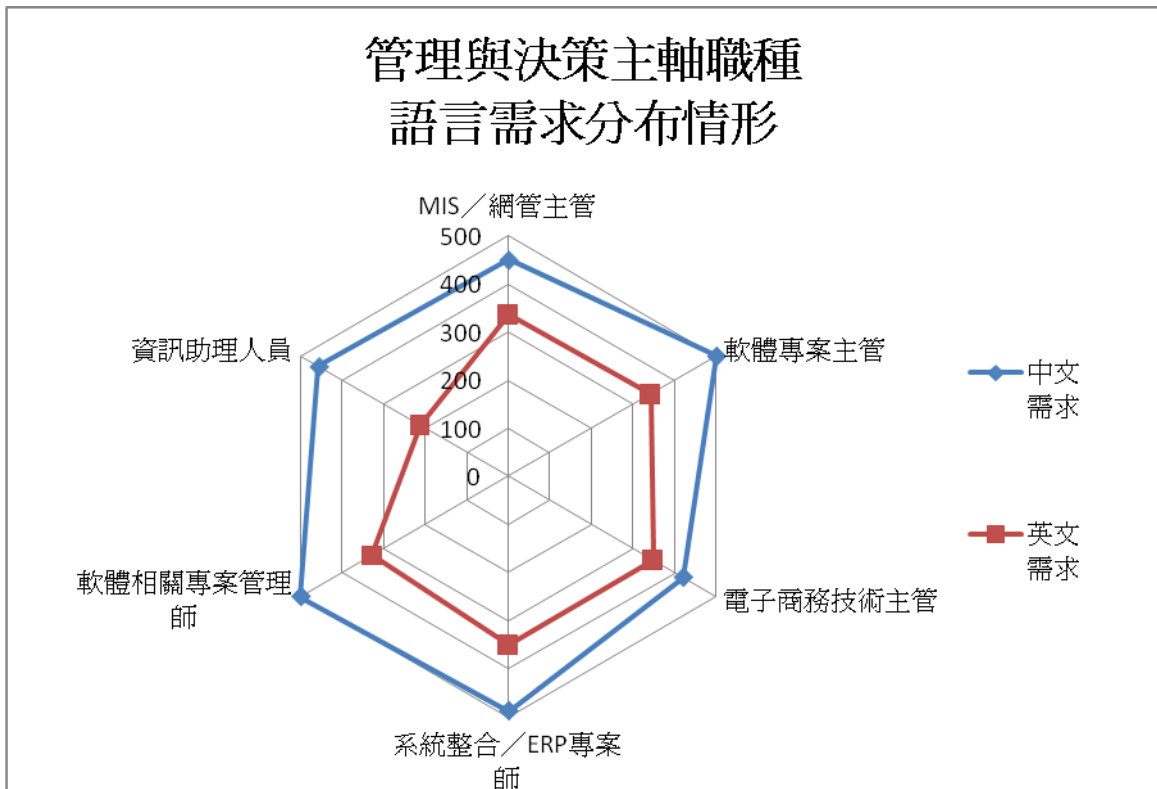 管理與決策主軸職種
語言需求分布情形
MIS／網管主管
500
400
300
200
100
0
軟體專案主管
電子商務技術主管
系統整合／ERP專案
師
軟體相關專案管理
師
資訊助理人員
中文
需求
英文
需求